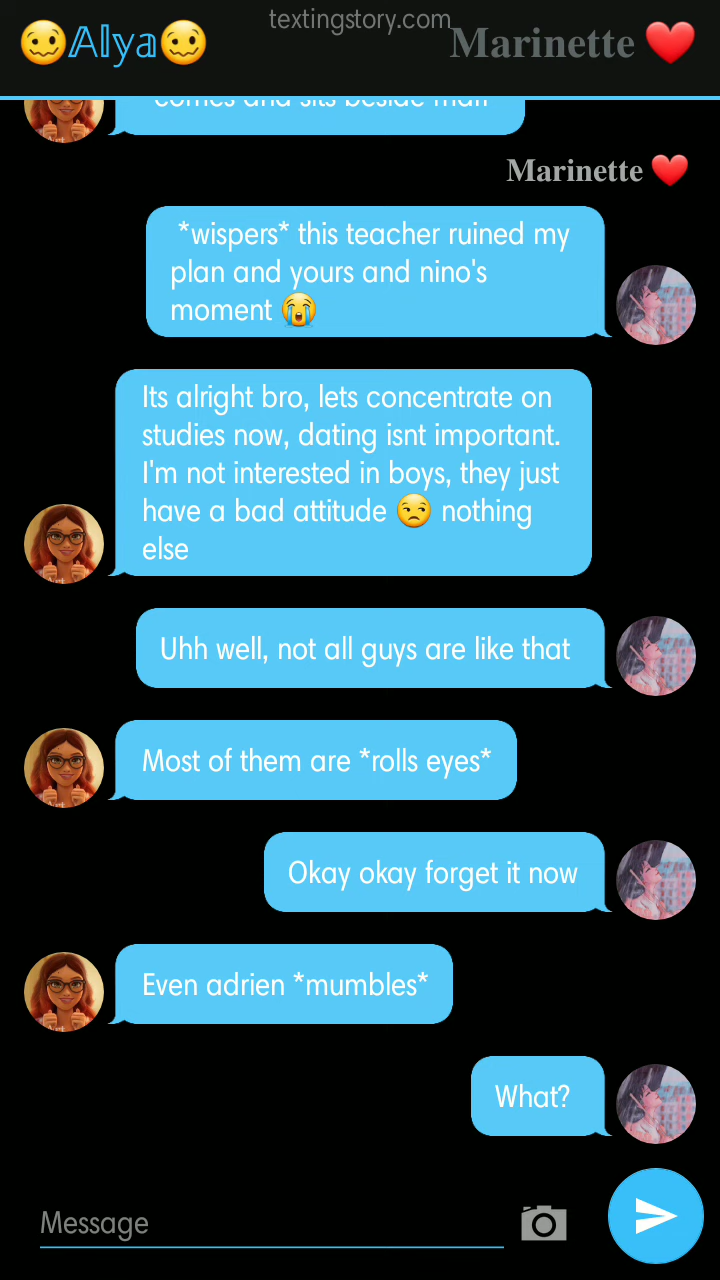 textingstory.com
🥴Alya🥴
Marinette ❤️
comes and sits beside mari
Marinette ❤️
*wispers* this teacher ruined my
plan and yours and nino's
moment 😭
Its alright bro, lets concentrate on
studies now, dating isnt important.
I'm not interested in boys, they just
have a bad attitude 😒 nothing
else
Uhh well, not all guys are like that
Most of them are *rolls eyes*
Okay okay forget it now
Even adrien *mumbles*
What?
Message